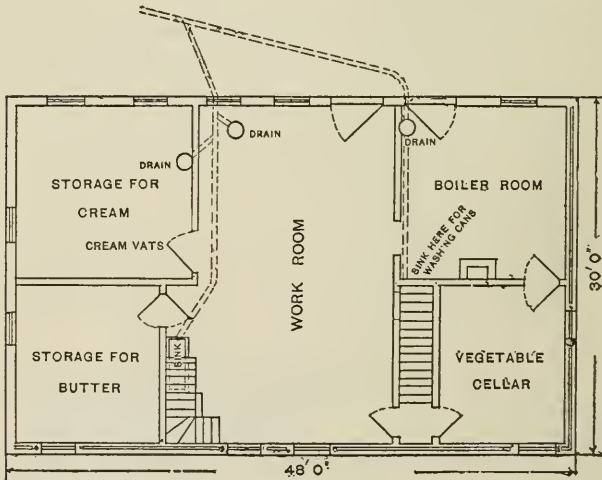 DRAIN
DRAIN
DRAIN
STORAGE FOR
CREAM
CREAM VATS
WORK ROOM
BOILER ROOM
SINK HERE FOR
WASHING CANS
30'0"
STORAGE FOR
BUTTER
SINK
VEGETABLE
CELLAR
48'0"